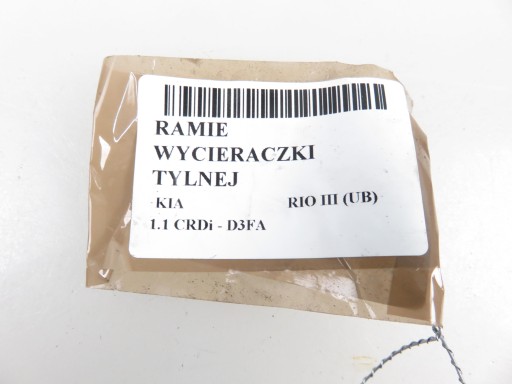 RAMIE
WYCIERACZKI
TYLNEJ
KIA RIO III (UB)
1.1 CRDi - D3FA